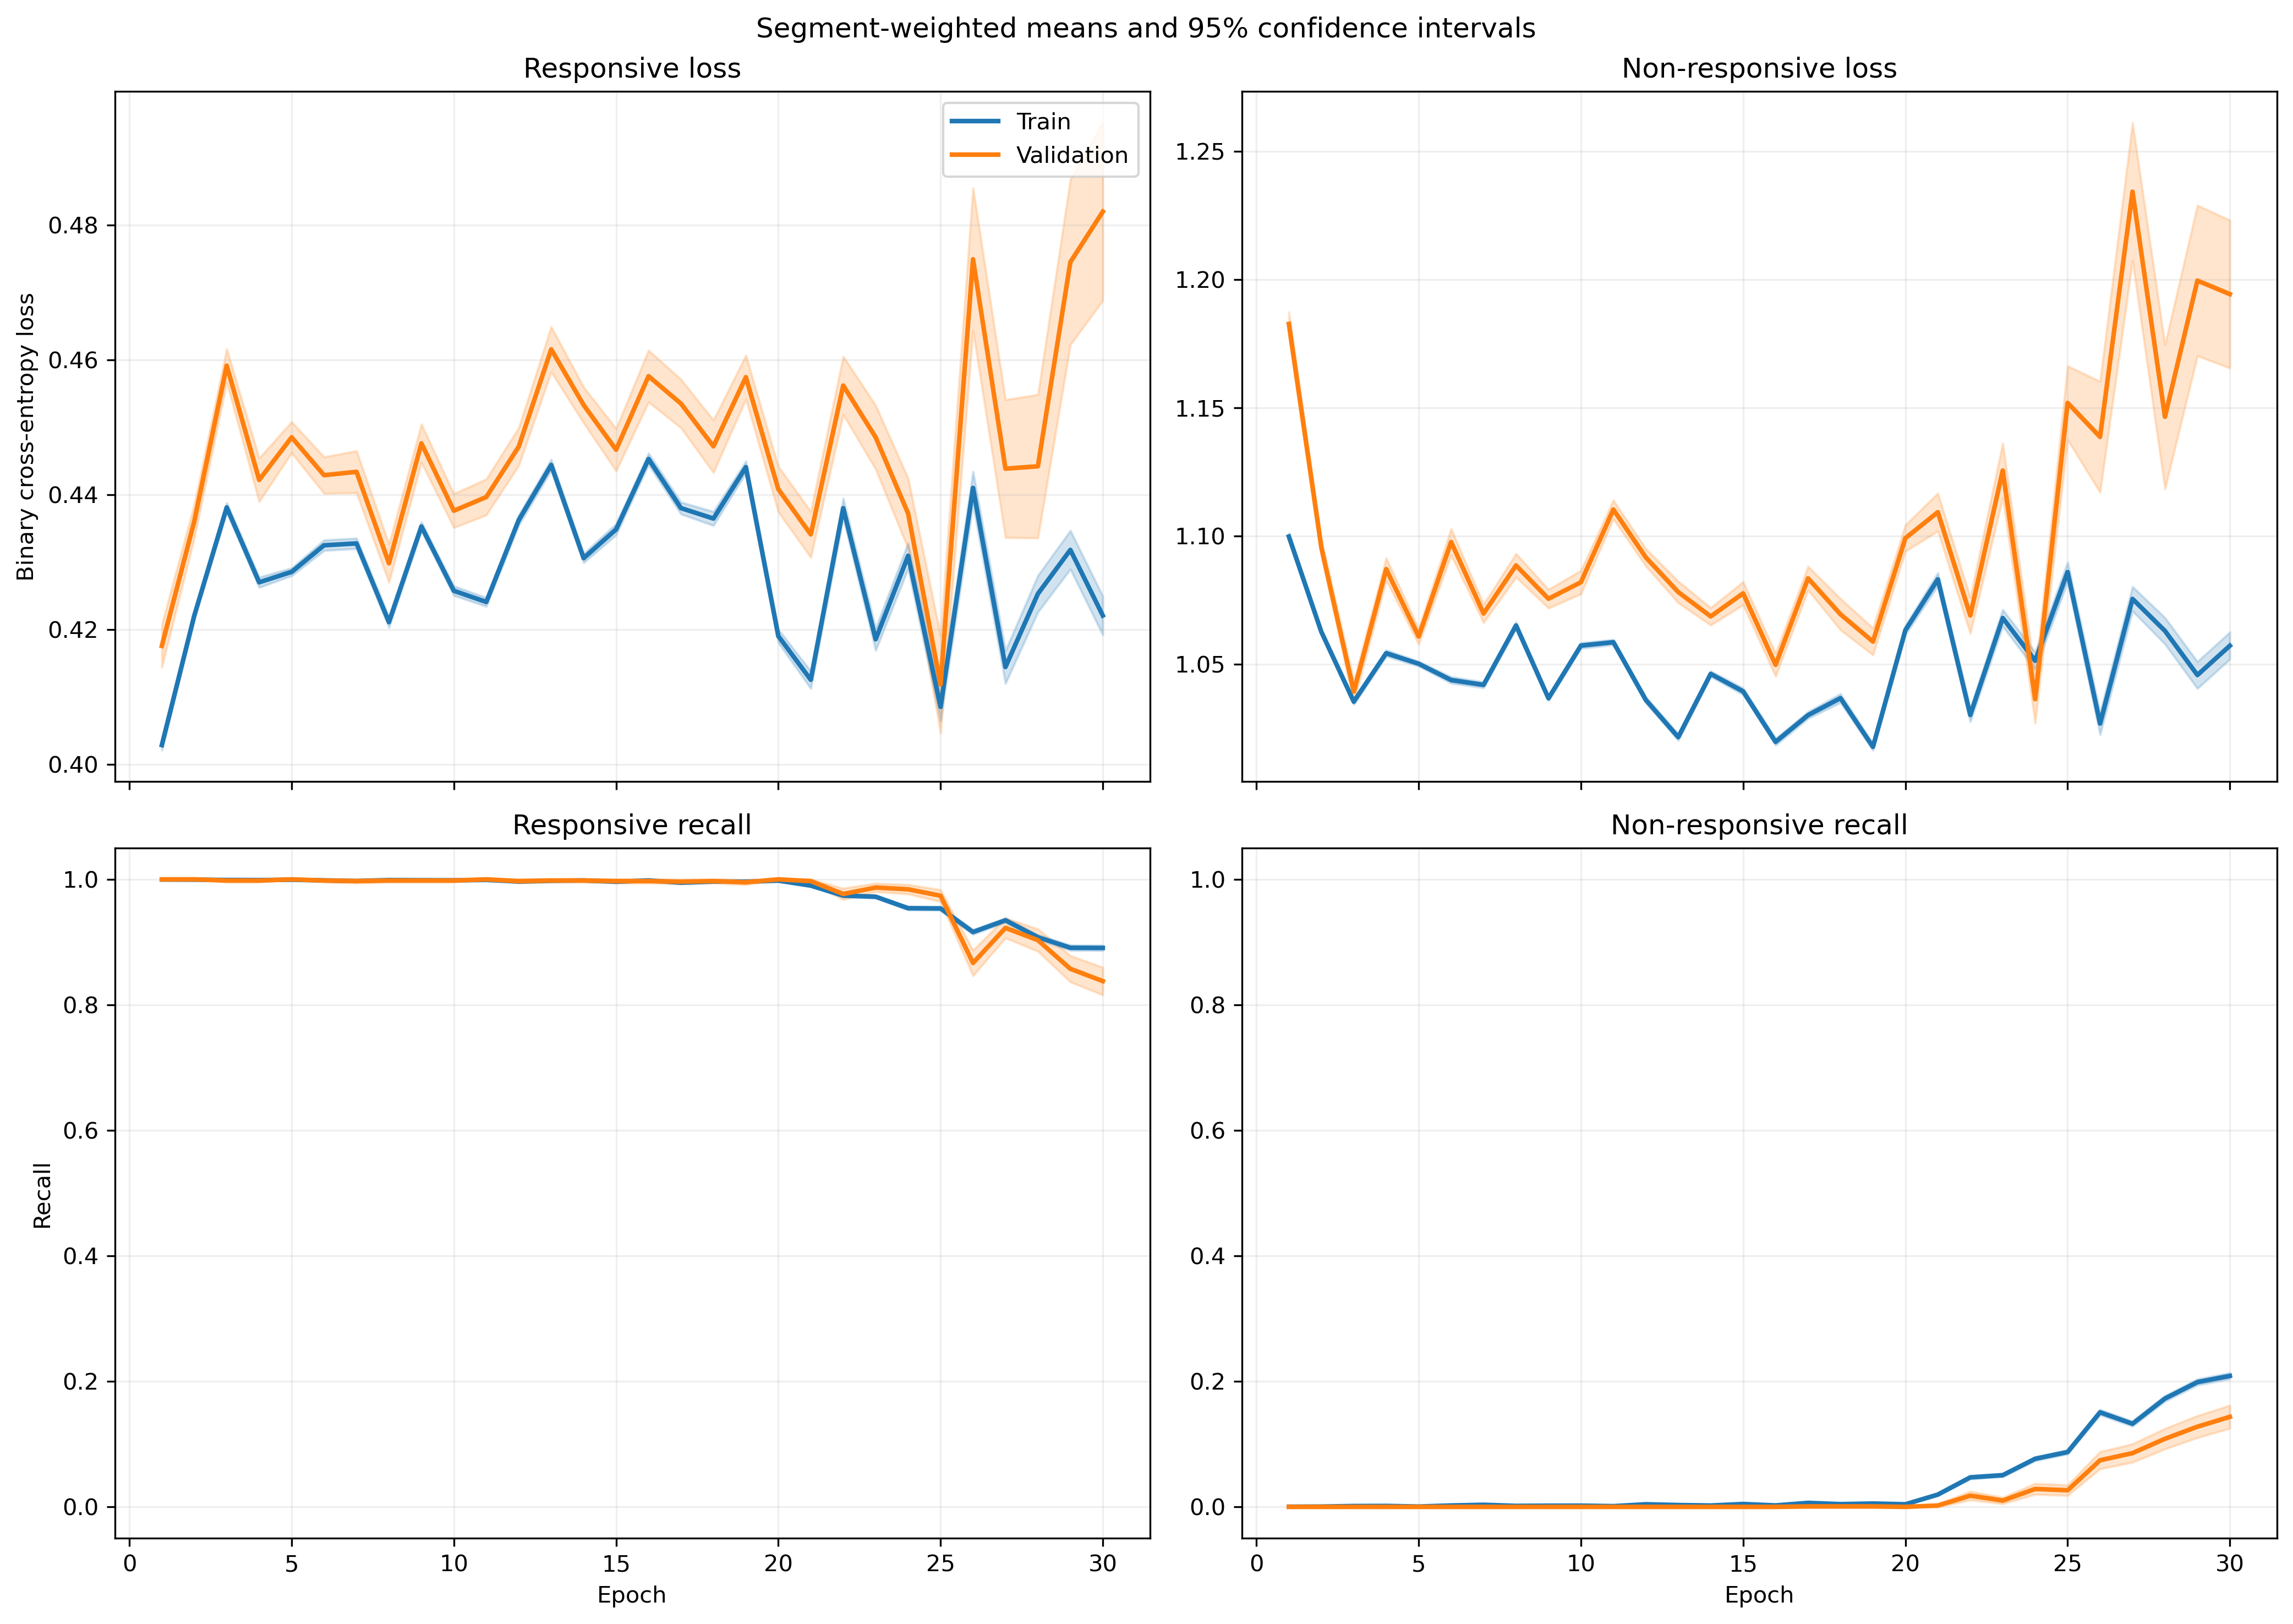 Segment-weighted means and 95% confidence intervals
Responsive loss
Non-responsive loss
Train
Validation
Binary cross-entropy loss
0.48
0.46
0.44
0.42
0.40
1.25
1.20
1.15
1.10
1.05
Responsive recall
Non-responsive recall
Recall
1.0
0.8
0.6
0.4
0.2
0.0
1.0
0.8
0.6
0.4
0.2
0.0
0 5 10 15 20 25 30
0 5 10 15 20 25 30
Epoch
Epoch